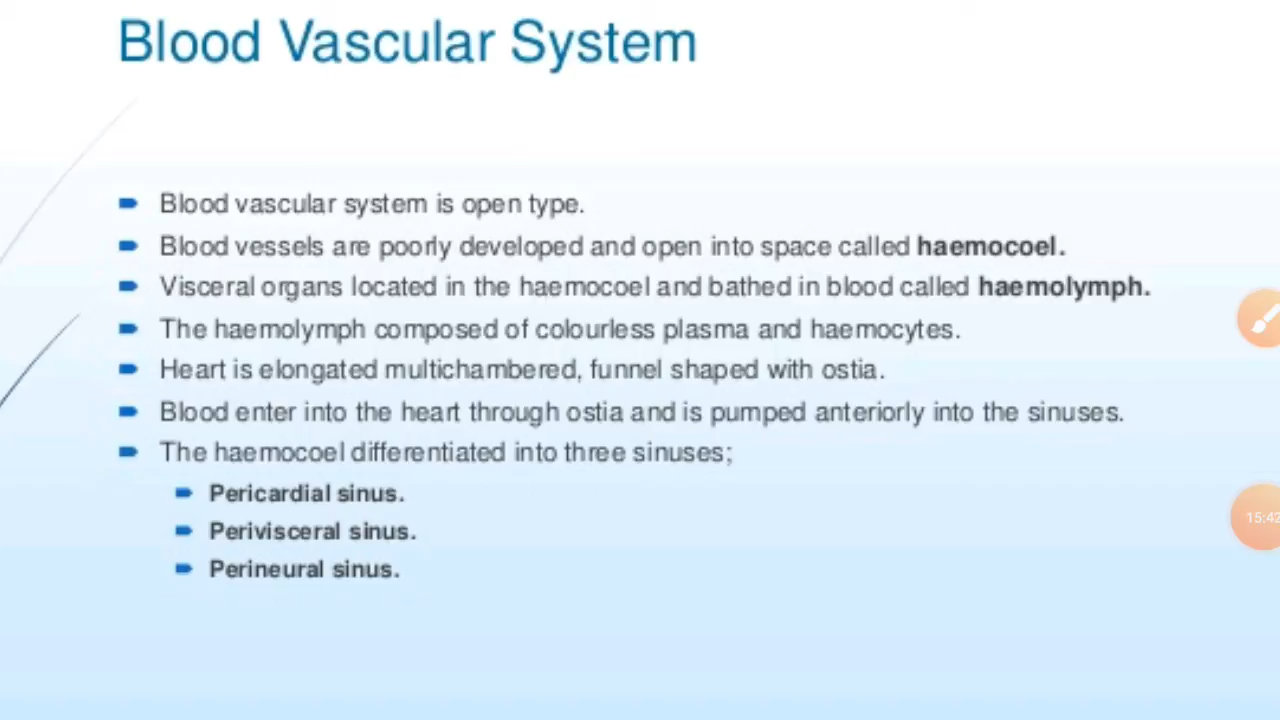 Blood Vascular System
Blood vascular system is open type.
Blood vessels are poorly developed and open into space called haemocoel.
Visceral organs located in the haemocoel and bathed in blood called haemolymph.
The haemolymph composed of colourless plasma and haemocytes.
Heart is elongated multichambered, funnel shaped with ostia.
Blood enter into the heart through ostia and is pumped anteriorly into the sinuses.
The haemocoel differentiated into three sinuses;
Pericardial sinus.
Perivisceral sinus.
Perineural sinus.
15:42